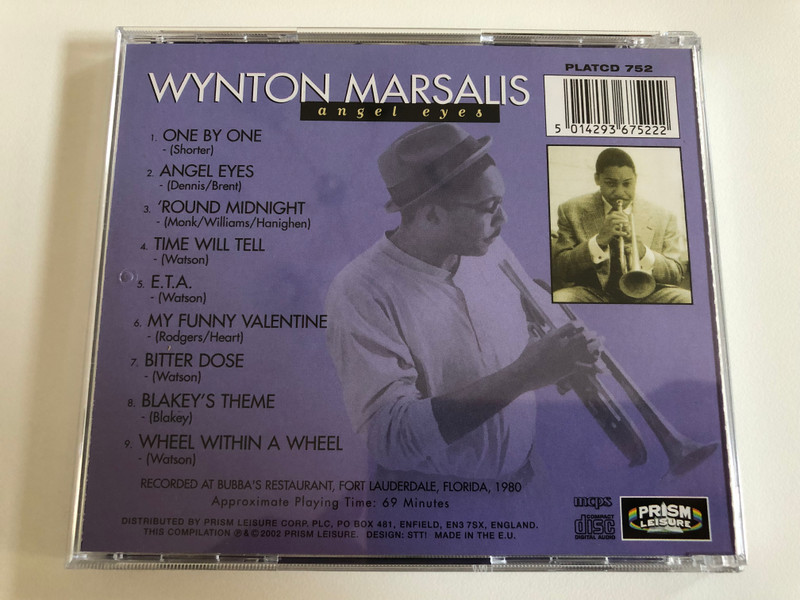 PLATCD 752
WYNTON MARSALIS
angel eyes
5 014293 675222
1. ONE BY ONE
- (Shorter)
2. ANGEL EYES
- (Dennis/Brent)
3. 'ROUND MIDNIGHT
- (Monk/Williams/Hanighen)
4. TIME WILL TELL
- (Watson)
5. E.T.A.
- (Watson)
6. MY FUNNY VALENTINE
- (Rodgers/Heart)
7. BITTER DOSE
- (Watson)
8. BLAKEY'S THEME
- (Blakey)
9. WHEEL WITHIN A WHEEL
- (Watson)
RECORDED AT BUBBA'S RESTAURANT, FORT LAUDERDALE, FLORIDA, 1980
Approximate Playing Time: 69 Minutes
DISTRIBUTED BY PRISM LEISURE CORP. PLC, PO BOX 481, ENFIELD, EN3 7SX, ENGLAND.
THIS COMPILATION ℗ & © 2002 PRISM LEISURE. DESIGN: STT! MADE IN THE E.U.
mcps
COMPACT
disc
DIGITAL AUDIO
PRISM
LEISURE